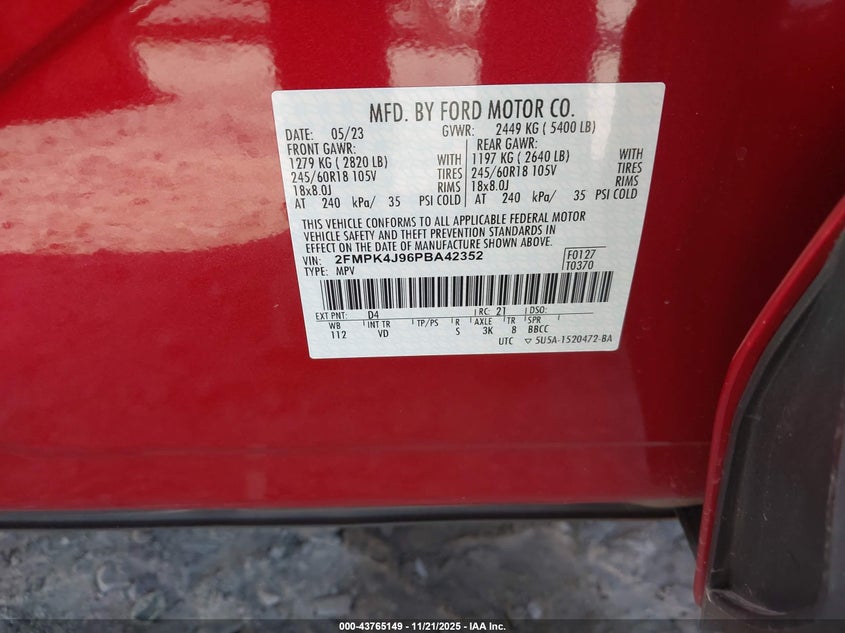 MFD. BY FORD MOTOR CO.
DATE: 05/23 GVWR: 2449 KG ( 5400 LB)
FRONT GAWR: REAR GAWR:
1279 KG ( 2820 LB) WITH 1197 KG ( 2640 LB) WITH
245/60R18 105V TIRES 245/60R18 105V TIRES
18x8.0J RIMS 18x8.0J RIMS
AT 240 kPa/ 35 PSI COLD AT 240 kPa/ 35 PSI COLD
THIS VEHICLE CONFORMS TO ALL APPLICABLE FEDERAL MOTOR
VEHICLE SAFETY AND THEFT PREVENTION STANDARDS IN
EFFECT ON THE DATE OF MANUFACTURE SHOWN ABOVE.
VIN: 2FMPK4J96PBA42352 F0127
TYPE: MPV T0370
EXT PNT: D4 RC: 21 DSO:
WB INT TR TP/PS R AXLE TR SPR
112 VD S 3K 8 BBCC
UTC ▽ 5U5A-1520472-BA
000-43765149 - 11/21/2025 - IAA Inc.